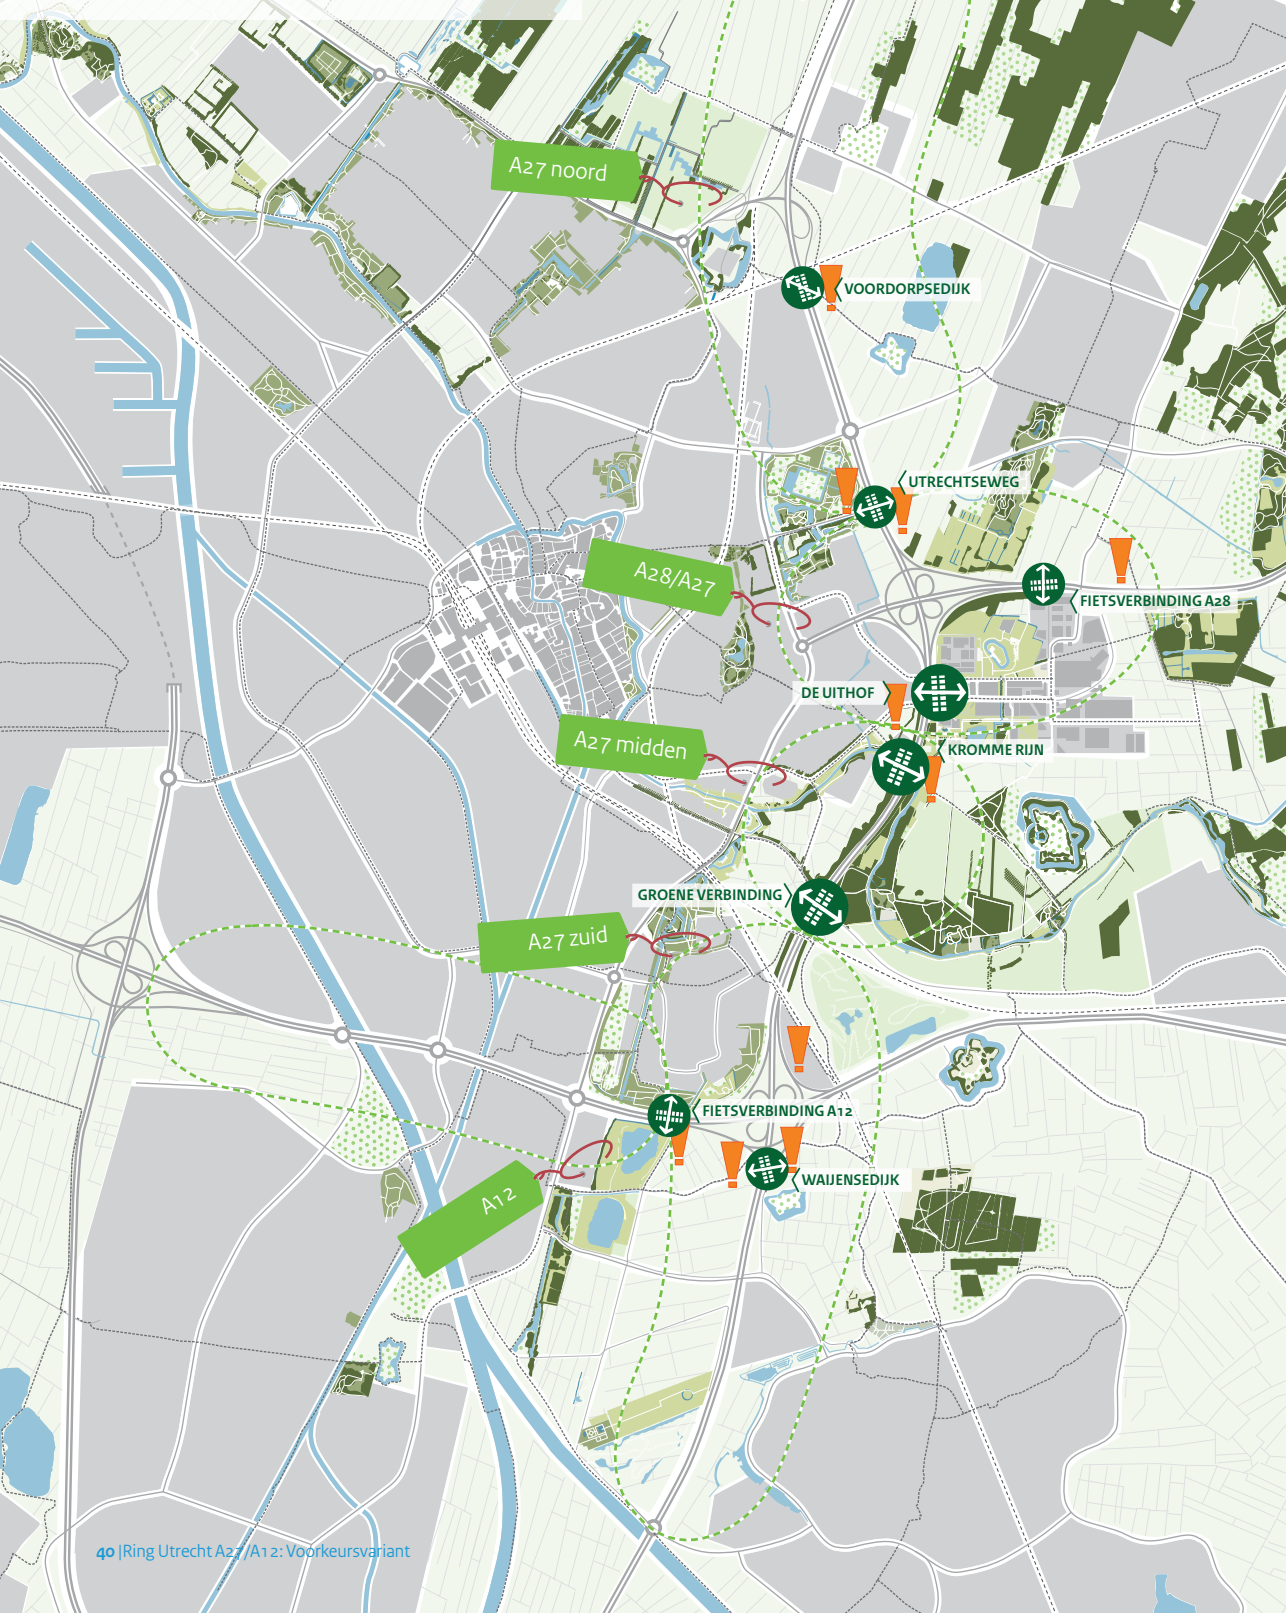 A27 noord
VOORDORPSEDIJK
UTRECHTSEWEG
A28/A27
FIETSVERBINDING A28
DE UITHOF
A27 midden
KROMME RIJN
GROENE VERBINDING
A27 zuid
FIETSVERBINDING A12
WAIJENSEDIJK
A12
40 |Ring Utrecht A27/A12: Voorkeursvariant